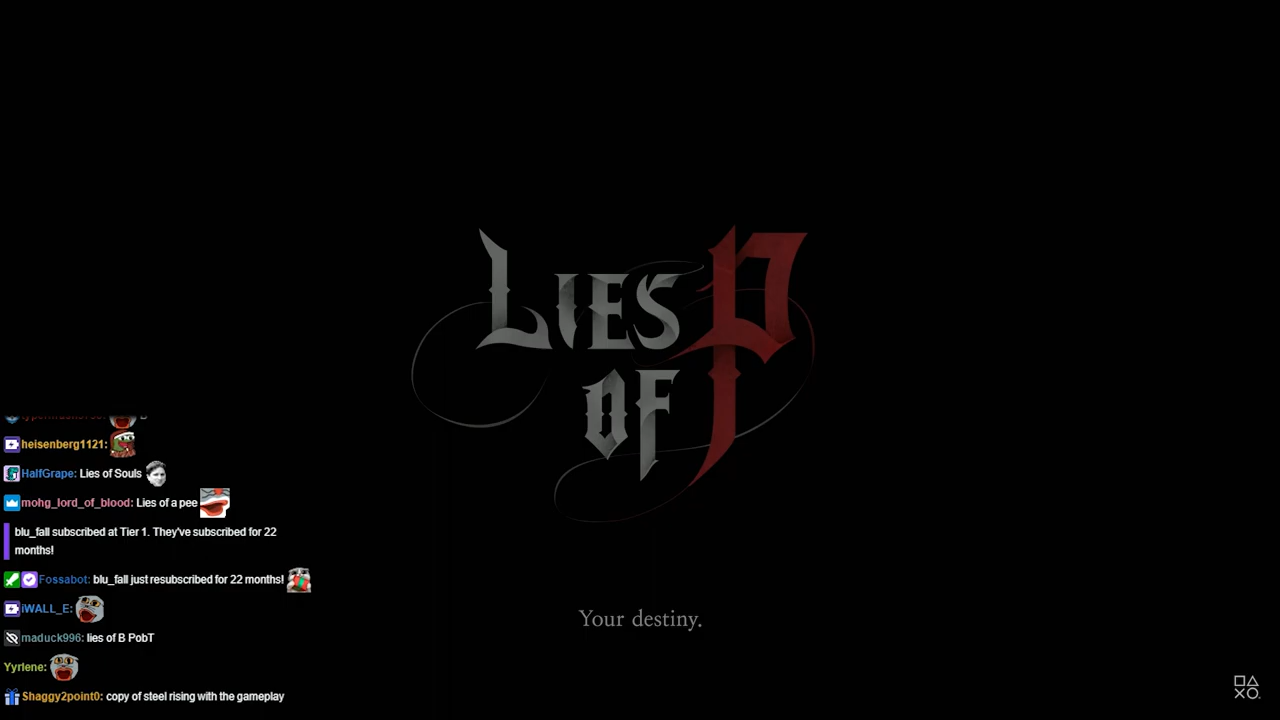 LIES
OF P
heisenberg1121:
HalfGrape: Lies of Souls
mohg_lord_of_blood: Lies of a pee
blu_fall subscribed at Tier 1. They've subscribed for 22
months!
Fossabot: blu_fall just resubscribed for 22 months!
iWALL_E:
maduck996: lies of B PobT
Yyrlene:
Shaggy2point0: copy of steel rising with the gameplay
Your destiny.